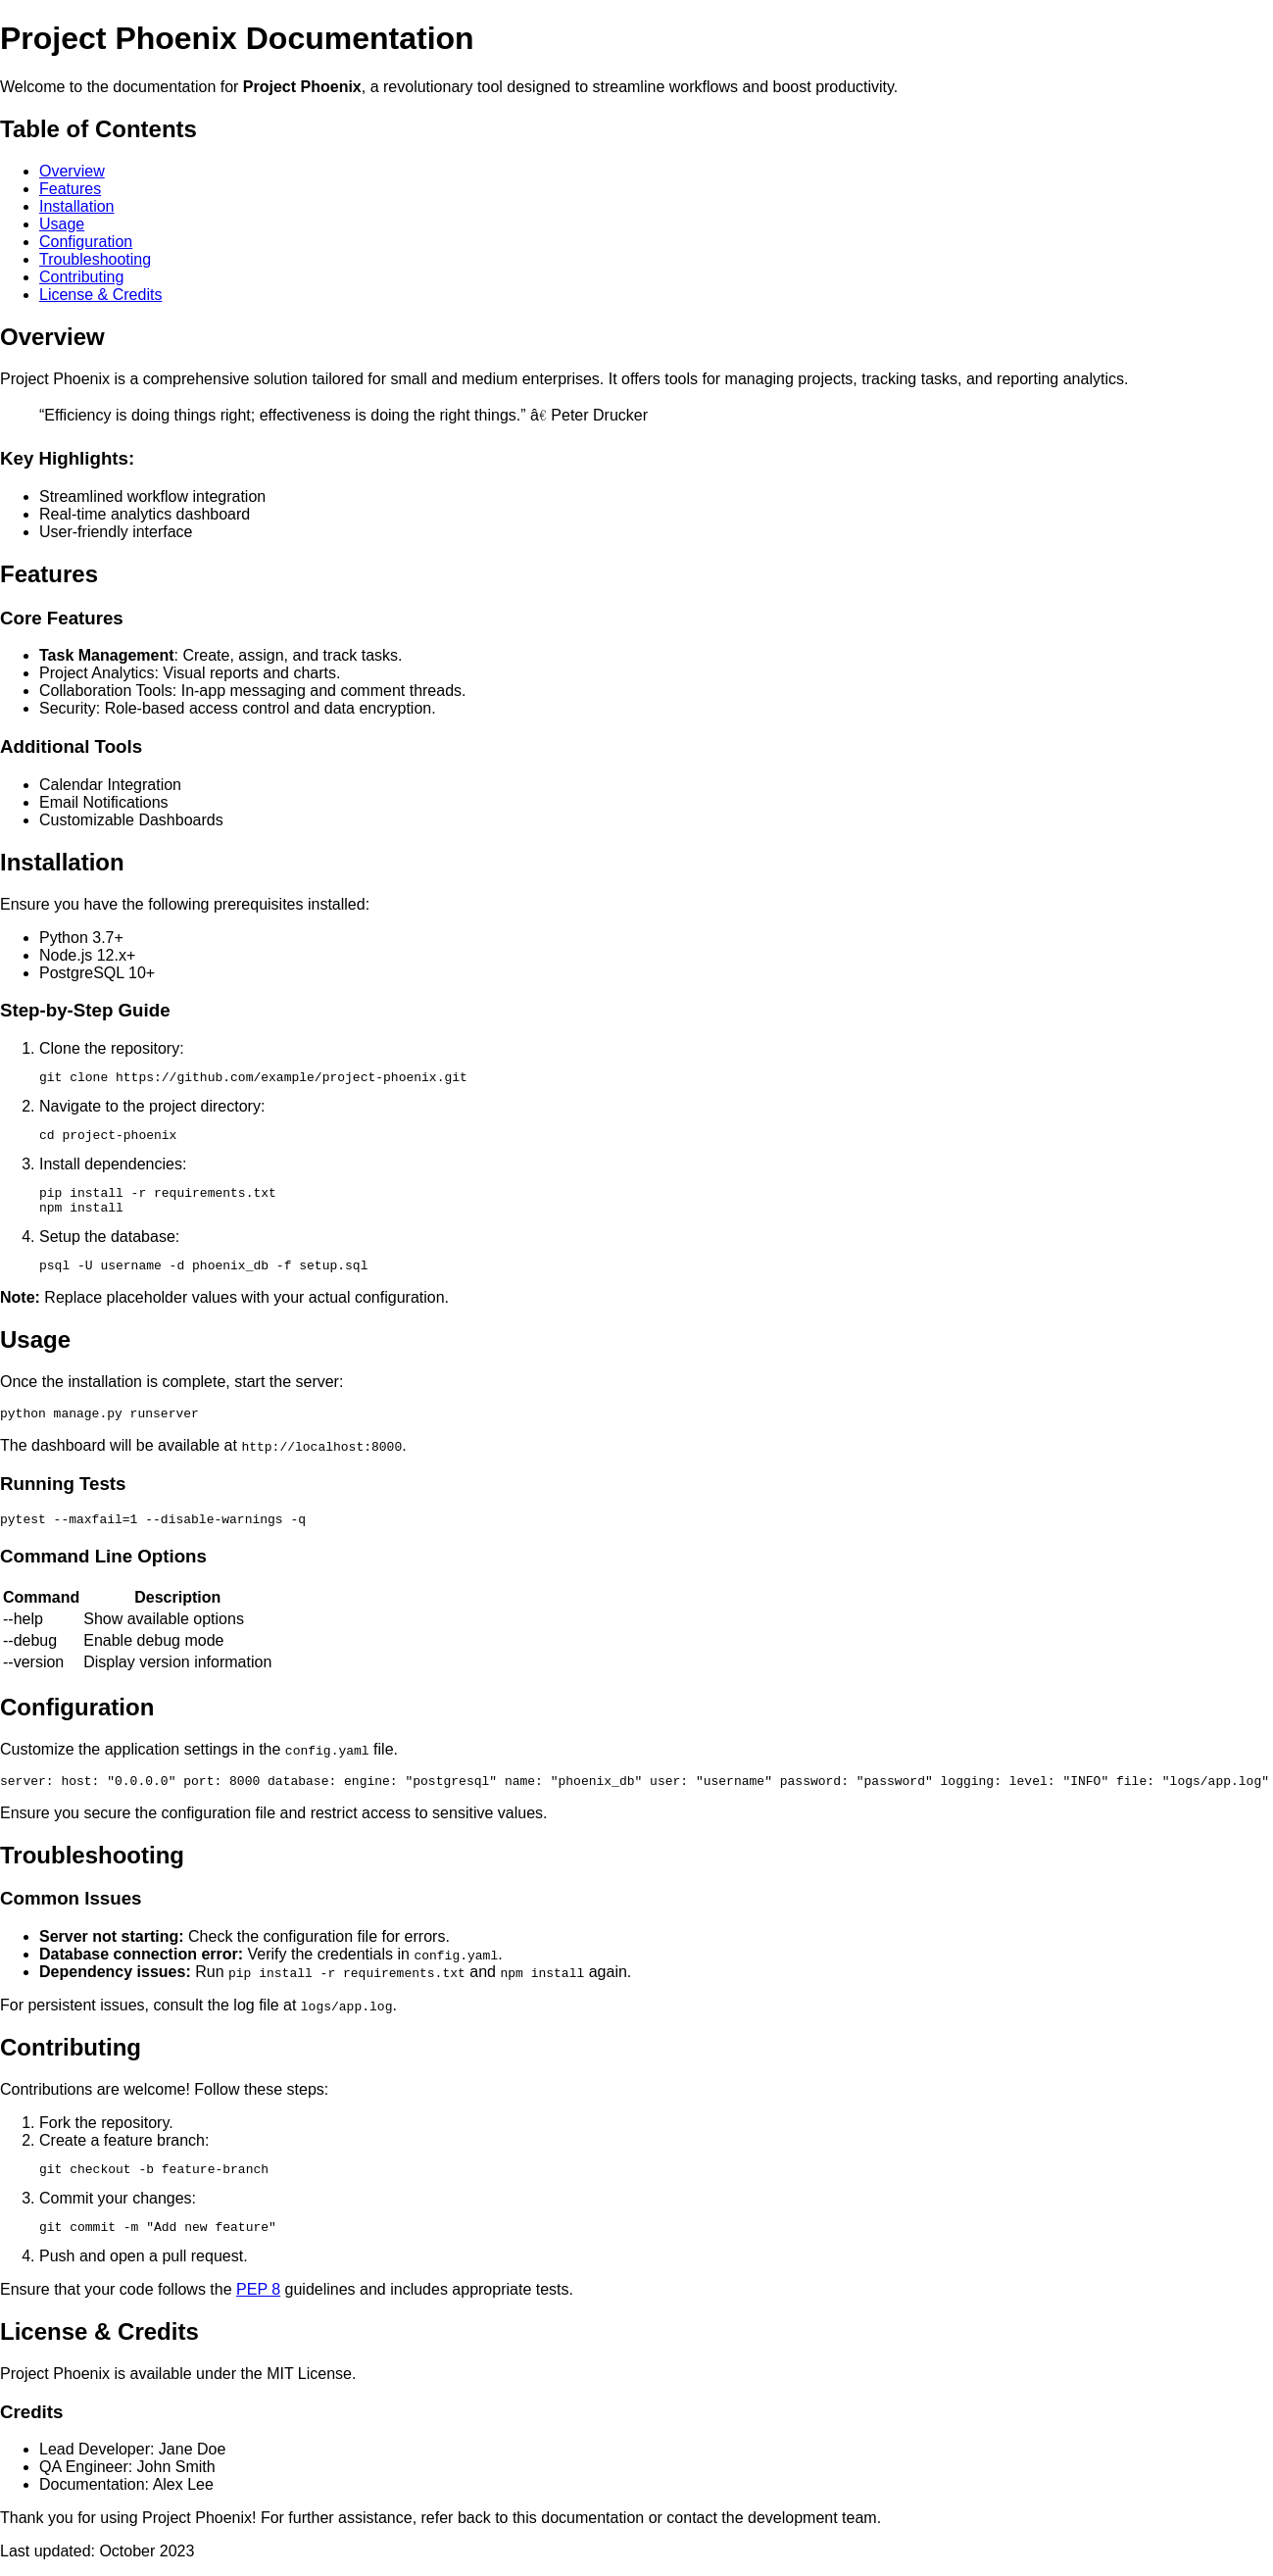 Project Phoenix Documentation
Welcome to the documentation for Project Phoenix, a revolutionary tool designed to streamline workflows and boost productivity.
Table of Contents
Overview
Features
Installation
Usage
Configuration
Troubleshooting
Contributing
License & Credits
Overview
Project Phoenix is a comprehensive solution tailored for small and medium enterprises. It offers tools for managing projects, tracking tasks, and reporting analytics.
“Efficiency is doing things right; effectiveness is doing the right things.” â€ Peter Drucker
Key Highlights:
Streamlined workflow integration
Real-time analytics dashboard
User-friendly interface
Features
Core Features
Task Management: Create, assign, and track tasks.
Project Analytics: Visual reports and charts.
Collaboration Tools: In-app messaging and comment threads.
Security: Role-based access control and data encryption.
Additional Tools
Calendar Integration
Email Notifications
Customizable Dashboards
Installation
Ensure you have the following prerequisites installed:
Python 3.7+
Node.js 12.x+
PostgreSQL 10+
Step-by-Step Guide
1. Clone the repository:
git clone https://github.com/example/project-phoenix.git
2. Navigate to the project directory:
cd project-phoenix
3. Install dependencies:
pip install -r requirements.txt
npm install
4. Setup the database:
psql -U username -d phoenix_db -f setup.sql
Note: Replace placeholder values with your actual configuration.
Usage
Once the installation is complete, start the server:
python manage.py runserver
The dashboard will be available at http://localhost:8000.
Running Tests
pytest --maxfail=1 --disable-warnings -q
Command Line Options
Command Description
--help Show available options
--debug Enable debug mode
--version Display version information
Configuration
Customize the application settings in the config.yaml file.
server: host: "0.0.0.0" port: 8000 database: engine: "postgresql" name: "phoenix_db" user: "username" password: "password" logging: level: "INFO" file: "logs/app.log"
Ensure you secure the configuration file and restrict access to sensitive values.
Troubleshooting
Common Issues
Server not starting: Check the configuration file for errors.
Database connection error: Verify the credentials in config.yaml.
Dependency issues: Run pip install -r requirements.txt and npm install again.
For persistent issues, consult the log file at logs/app.log.
Contributing
Contributions are welcome! Follow these steps:
1. Fork the repository.
2. Create a feature branch:
git checkout -b feature-branch
3. Commit your changes:
git commit -m "Add new feature"
4. Push and open a pull request.
Ensure that your code follows the PEP 8 guidelines and includes appropriate tests.
License & Credits
Project Phoenix is available under the MIT License.
Credits
Lead Developer: Jane Doe
QA Engineer: John Smith
Documentation: Alex Lee
Thank you for using Project Phoenix! For further assistance, refer back to this documentation or contact the development team.
Last updated: October 2023